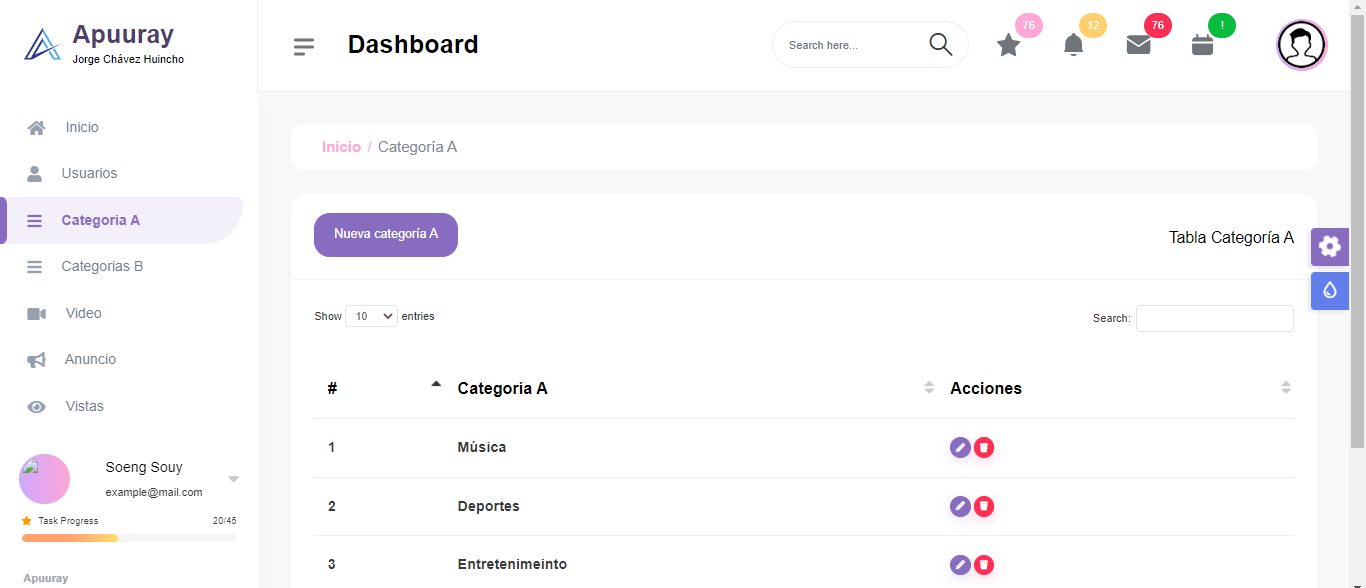 Apuuray
Jorge Chávez Huincho
Dashboard
Search here...
76
12
76
!
Inicio
Usuarios
Categoria A
Categorias B
Video
Anuncio
Vistas
Soeng Souy
example@mail.com
Task Progress 20/45
Apuuray
Inicio / Categoría A
Nueva categoría A
Tabla Categoría A
Show 10 entries
Search:
# Categoría A Acciones
1 Música
2 Deportes
3 Entretenimeinto